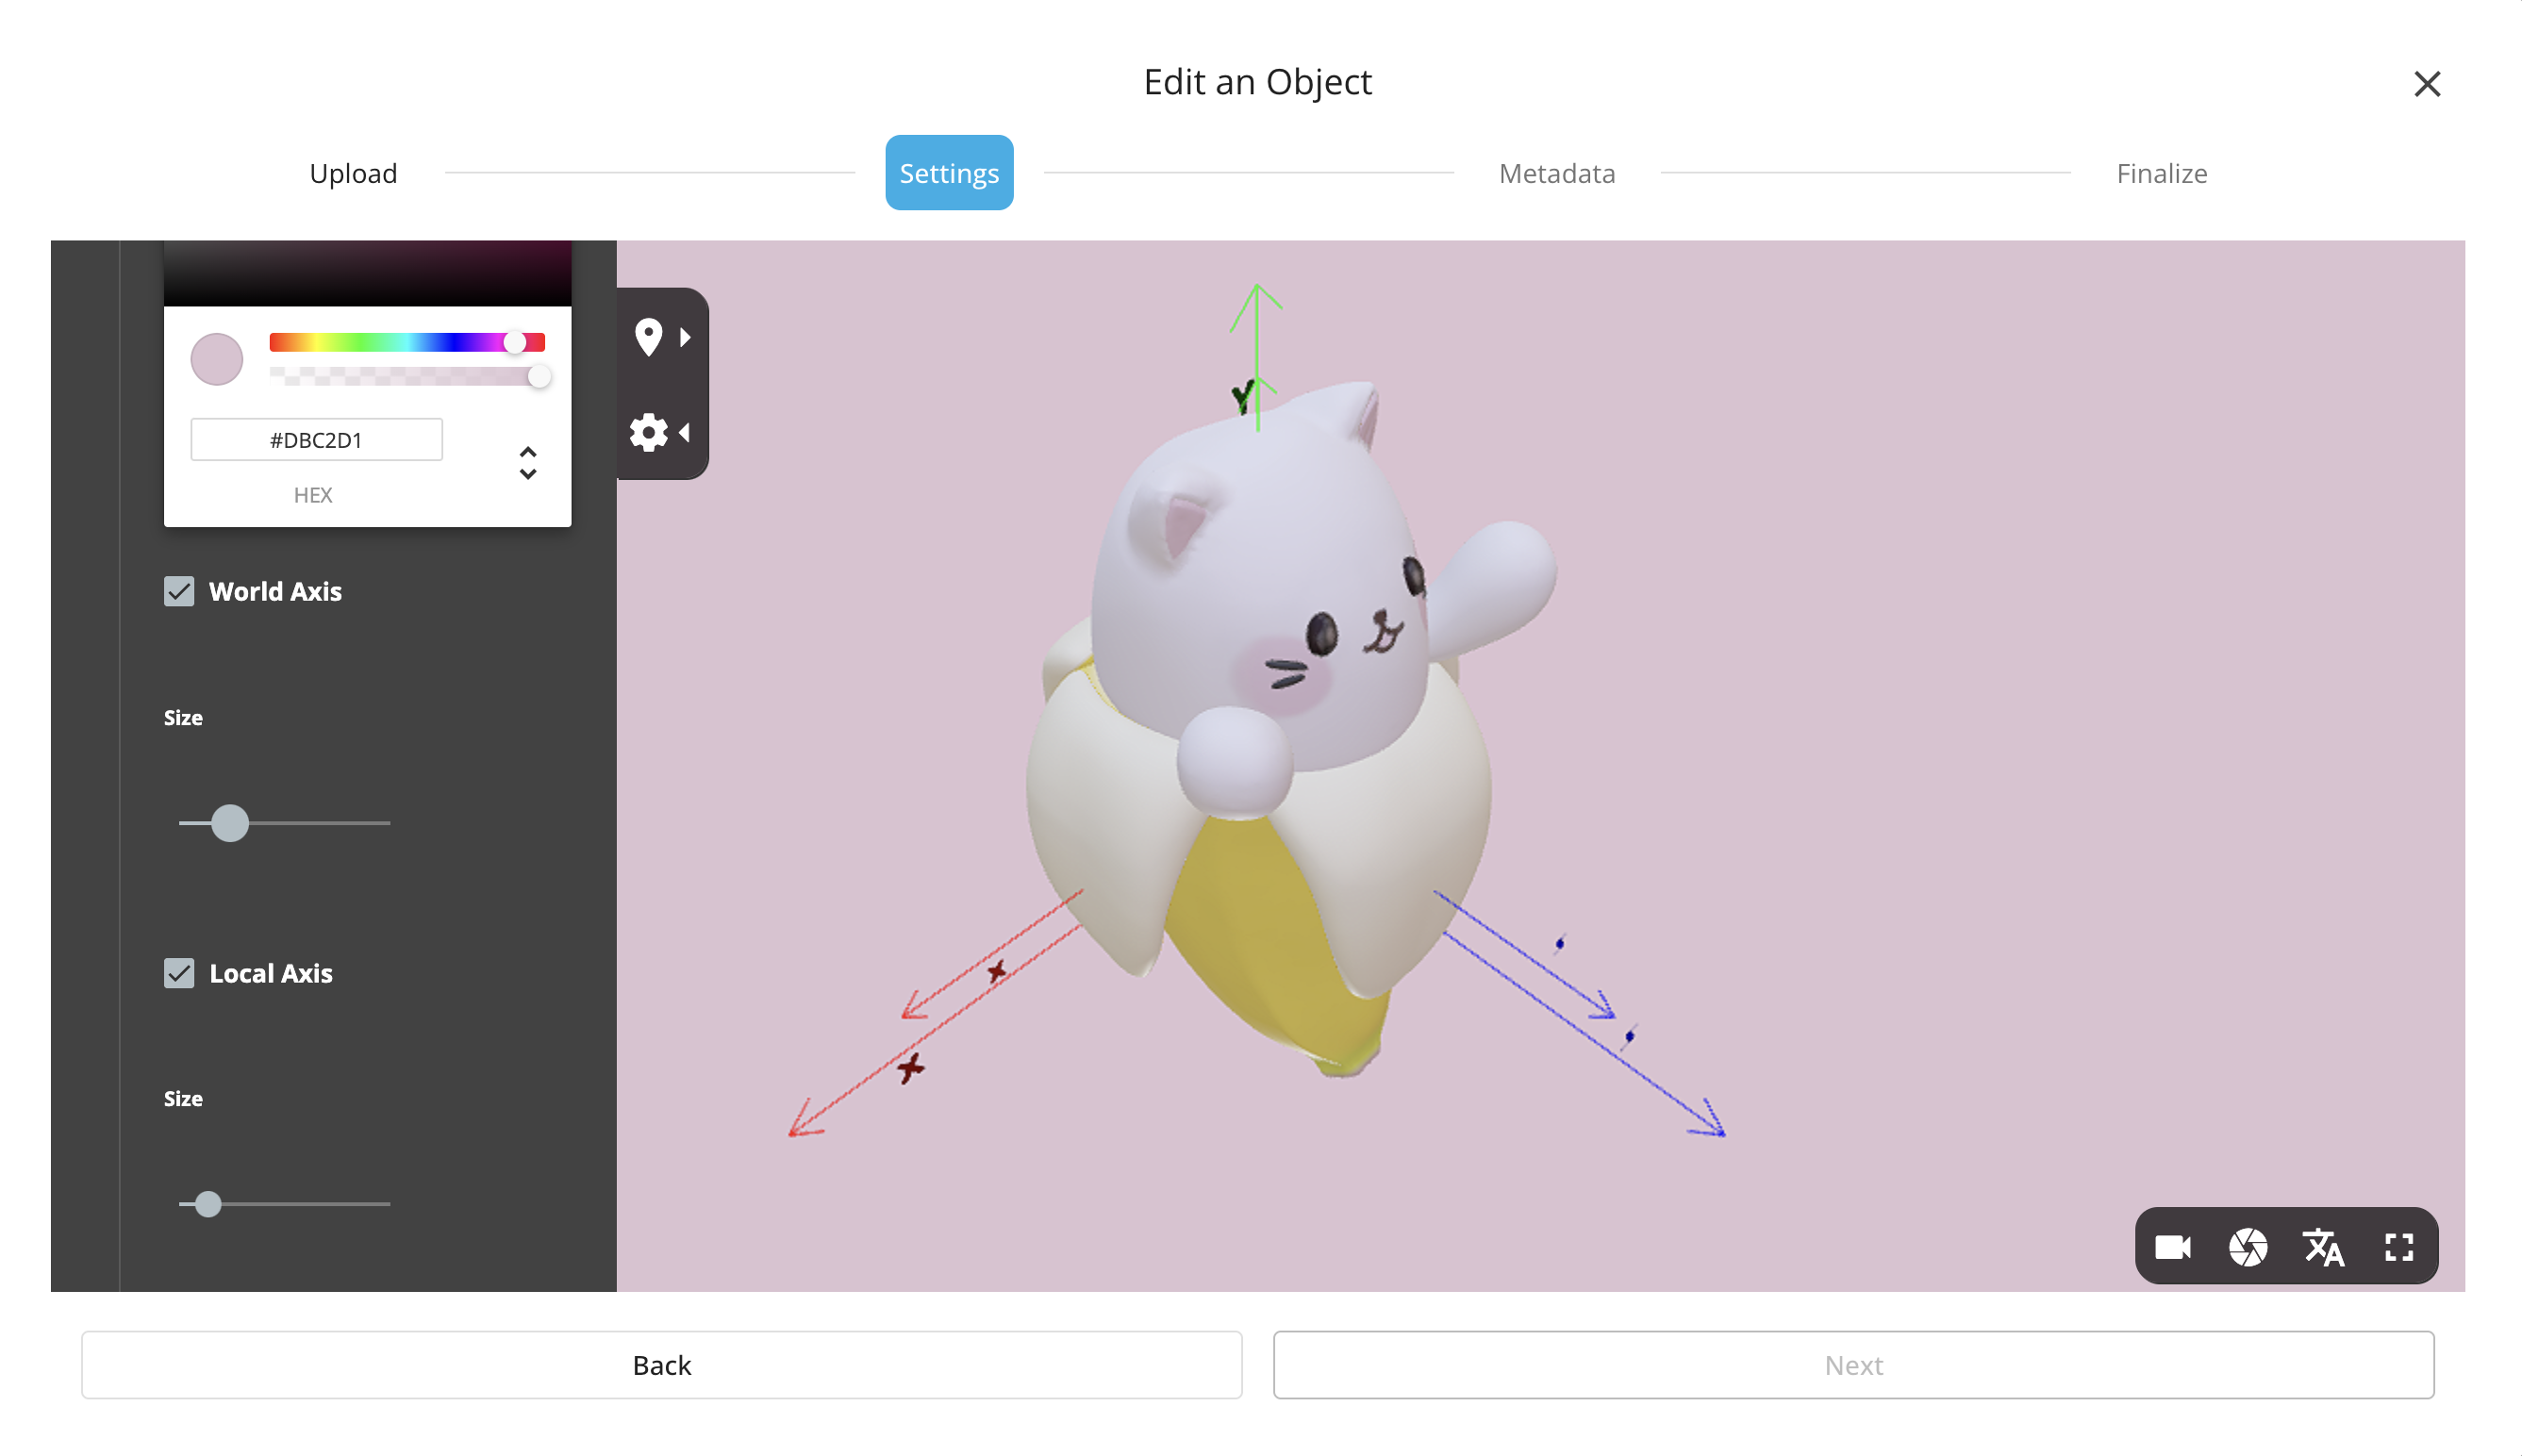 Edit an Object
Upload
Settings
Metadata
Finalize
#DBC2D1
HEX
World Axis
Size
Local Axis
Size
Y
X
X
Back
Next